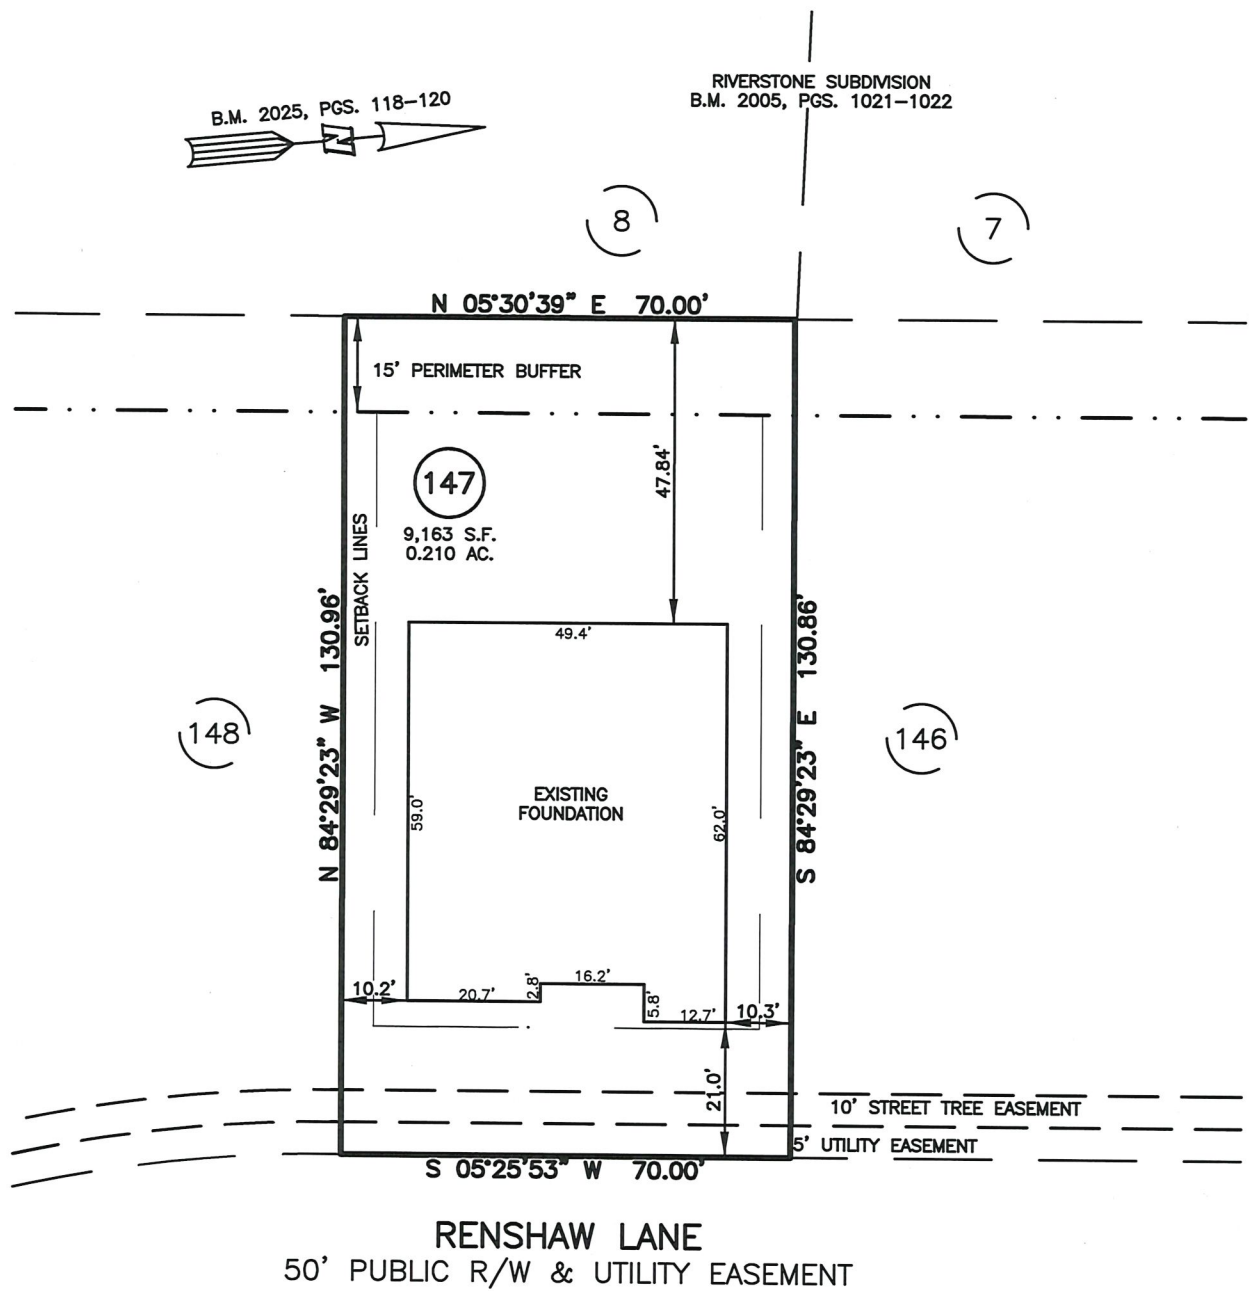 RIVERSTONE SUBDIVISION
B.M. 2005, PGS. 1021-1022
B.M. 2025, PGS. 118-120
N
8
7
N 05°30'39" E 70.00'
15' PERIMETER BUFFER
47.84'
147
9,163 S.F.
0.210 AC.
SETBACK LINES
N 84°29'23" W 130.96'
S 84°29'23" E 130.86'
49.4'
148
146
EXISTING
FOUNDATION
59.0'
62.0'
10.2'
20.7'
2.8'
16.2'
5.8'
12.7'
10.3'
21.0'
10' STREET TREE EASEMENT
5' UTILITY EASEMENT
S 05°25'53" W 70.00'
RENSHAW LANE
50' PUBLIC R/W & UTILITY EASEMENT